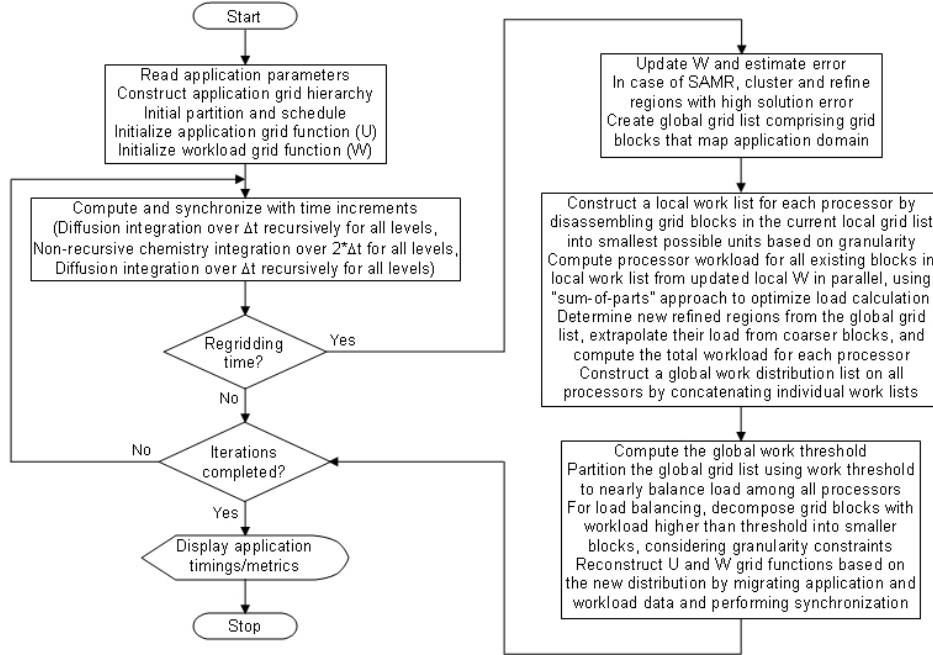 Start
Read application parameters
Construct application grid hierarchy
Initial partition and schedule
Initialize application grid function (U)
Initialize workload grid function (W)
Compute and synchronize with time increments
(Diffusion integration over Δt recursively for all levels,
Non-recursive chemistry integration over 2*Δt for all levels,
Diffusion integration over Δt recursively for all levels)
Regridding
time?
Yes
No
Iterations
completed?
No
Yes
Display application
timings/metrics
Stop
Update W and estimate error
In case of SAMR, cluster and refine
regions with high solution error
Create global grid list comprising grid
blocks that map application domain
Construct a local work list for each processor by
disassembling grid blocks in the current local grid list
into smallest possible units based on granularity
Compute processor workload for all existing blocks in
local work list from updated local W in parallel, using
"sum-of-parts" approach to optimize load calculation
Determine new refined regions from the global grid
list, extrapolate their load from coarser blocks, and
compute the total workload for each processor
Construct a global work distribution list on all
processors by concatenating individual work lists
Compute the global work threshold
Partition the global grid list using work threshold
to nearly balance load among all processors
For load balancing, decompose grid blocks with
workload higher than threshold into smaller
blocks, considering granularity constraints
Reconstruct U and W grid functions based on
the new distribution by migrating application and
workload data and performing synchronization